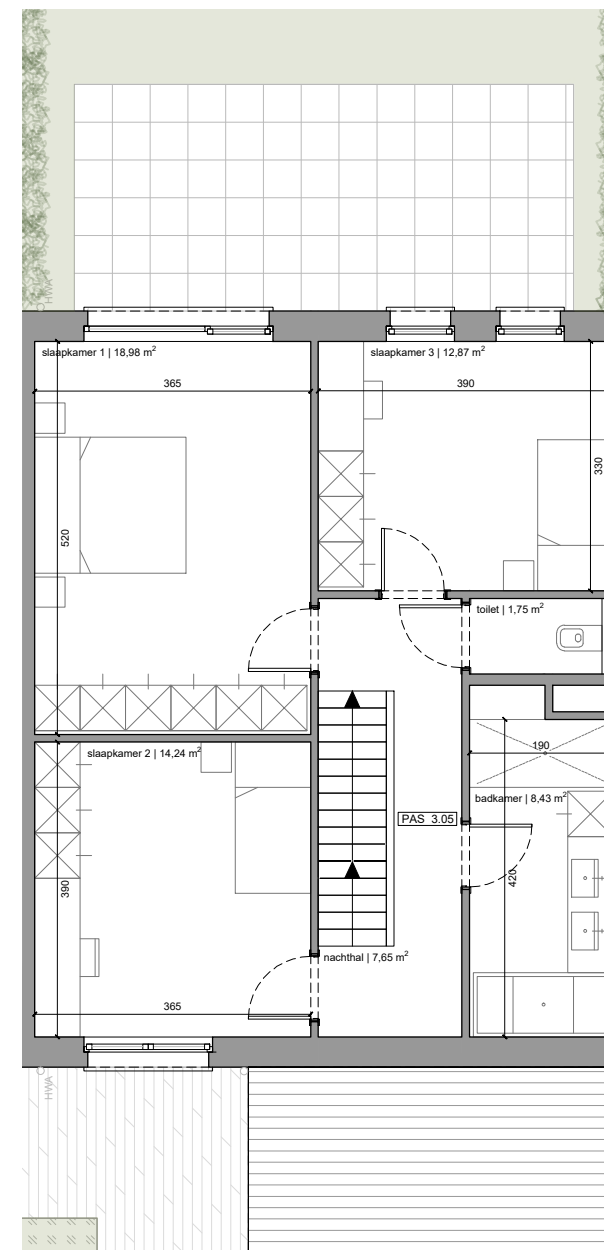 HWA
slaapkamer 1 | 18,98 m²
slaapkamer 3 | 12,87 m²
365
390
330
520
toilet | 1,75 m²
slaapkamer 2 | 14,24 m²
190
badkamer | 8,43 m²
PAS 3.05
420
390
nachthal | 7,65 m²
365
HWA